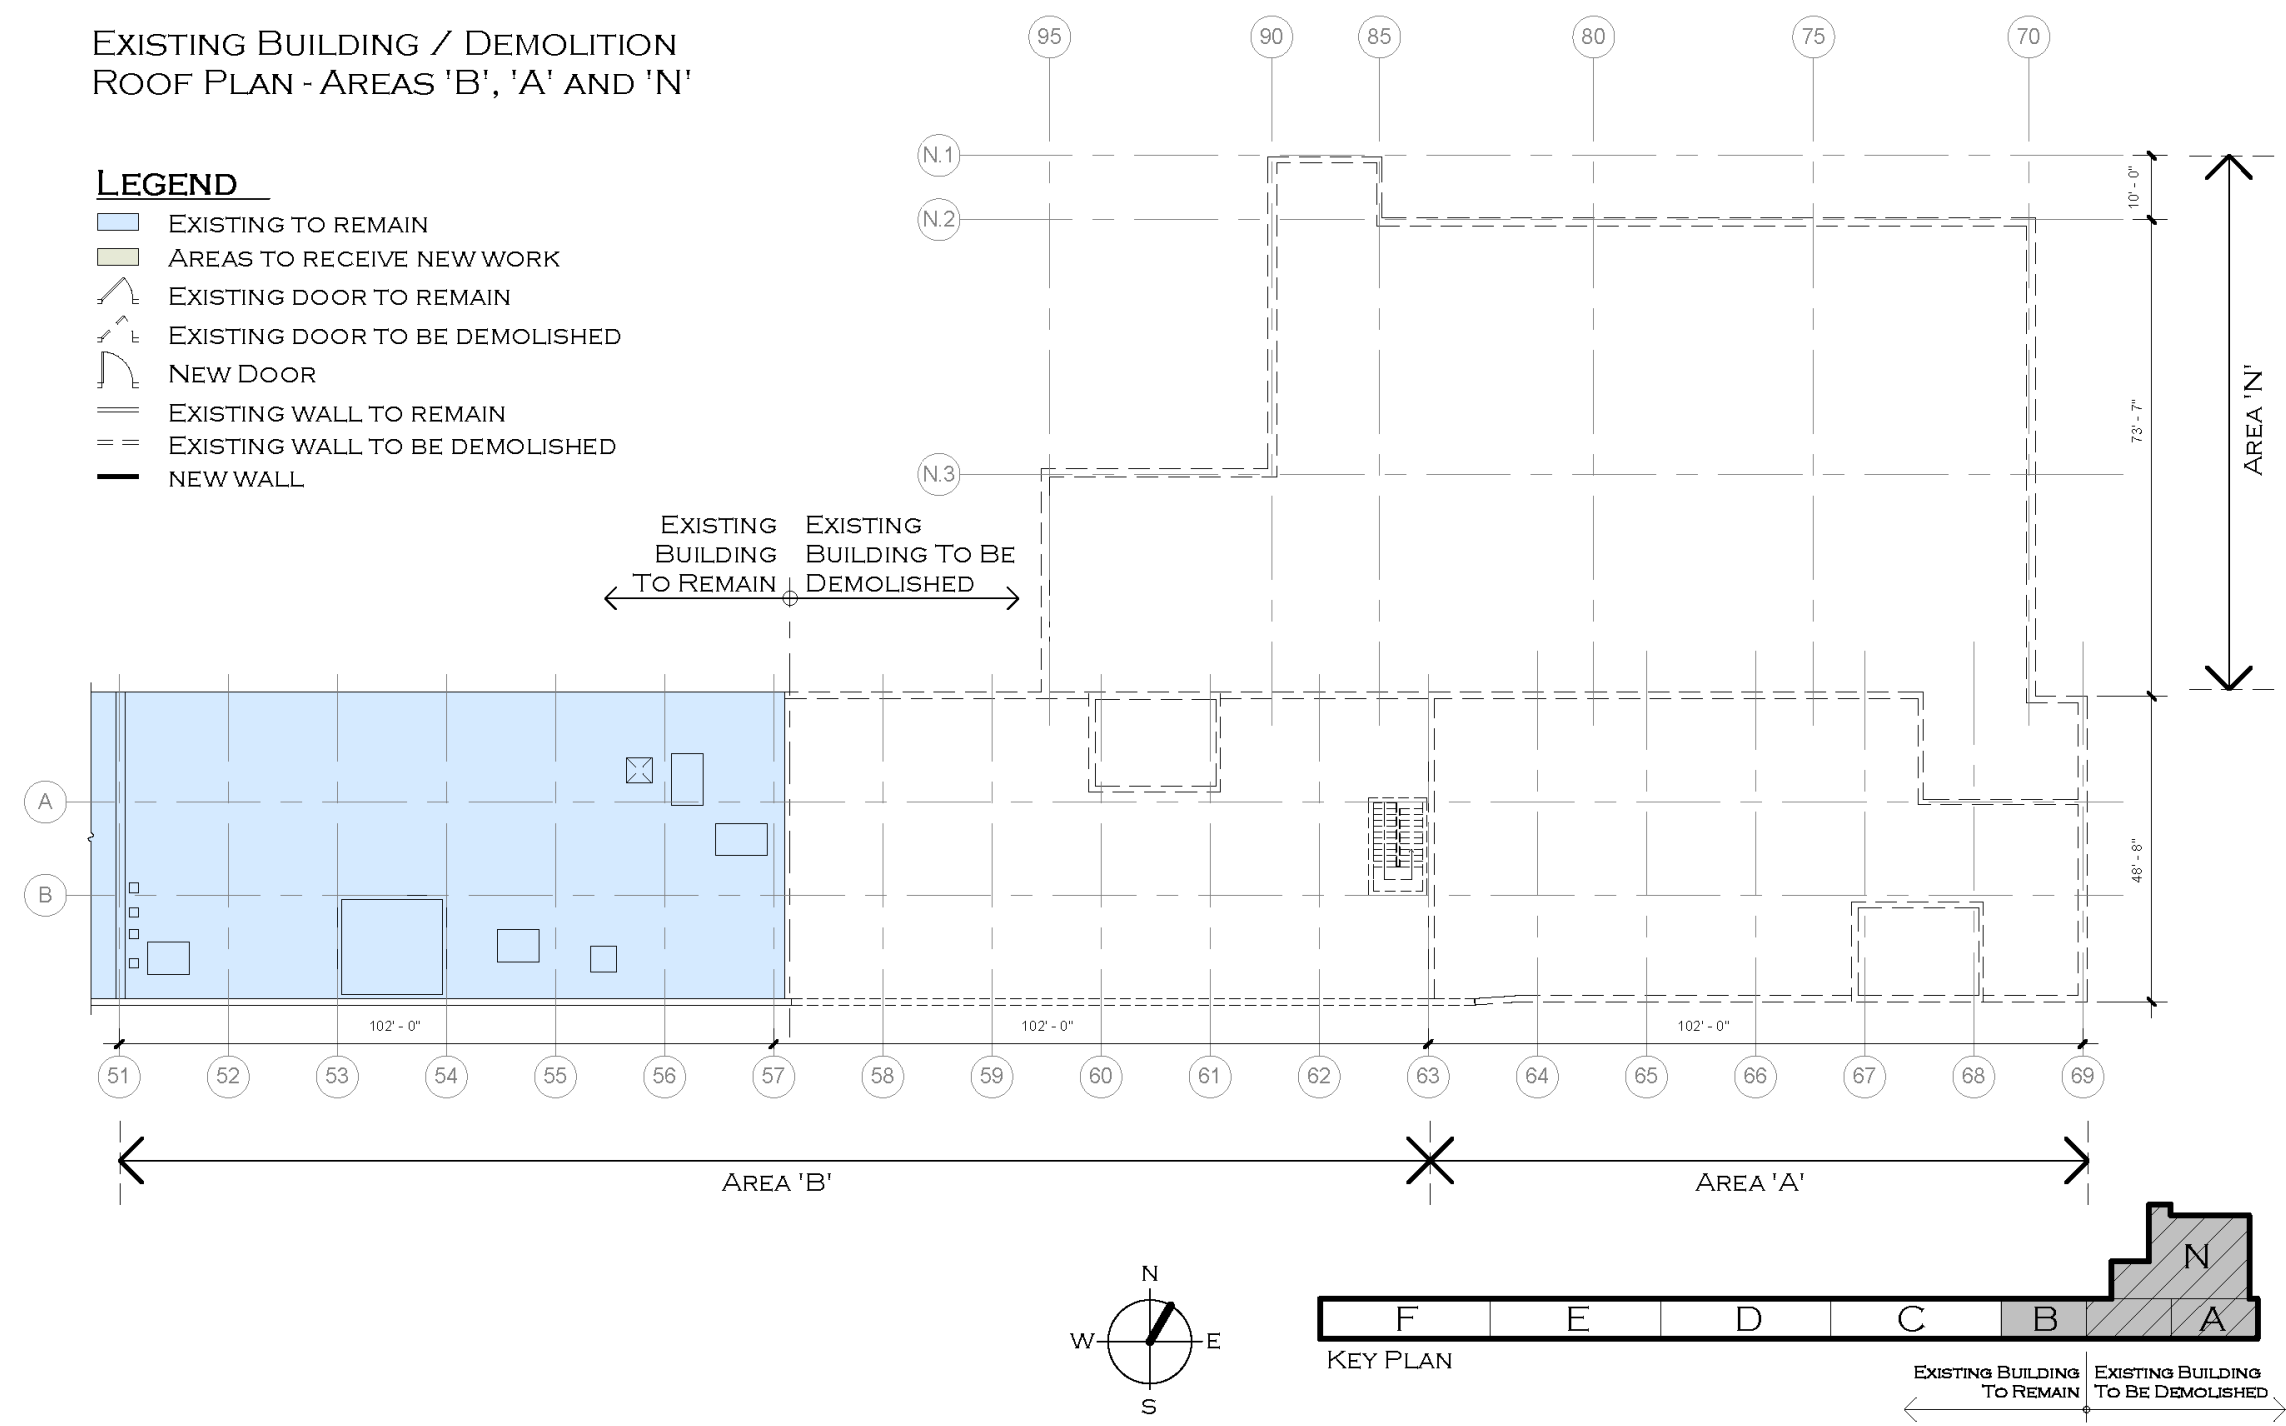 EXISTING BUILDING / DEMOLITION
ROOF PLAN - AREAS 'B', 'A' AND 'N'
95 90 85 80 75 70
LEGEND
EXISTING TO REMAIN
AREAS TO RECEIVE NEW WORK
EXISTING DOOR TO REMAIN
EXISTING DOOR TO BE DEMOLISHED
NEW DOOR
EXISTING WALL TO REMAIN
EXISTING WALL TO BE DEMOLISHED
NEW WALL
N.1
N.2
N.3
10' - 0"
73' - 7"
48' - 8"
AREA 'N'
EXISTING
BUILDING
TO REMAIN
EXISTING
BUILDING TO BE
DEMOLISHED
A
B
102' - 0" 102' - 0" 102' - 0"
51 52 53 54 55 56 57 58 59 60 61 62 63 64 65 66 67 68 69
AREA 'B' AREA 'A'
N
W E
S
N
F E D C B A
KEY PLAN
EXISTING BUILDING
TO REMAIN
EXISTING BUILDING
TO BE DEMOLISHED